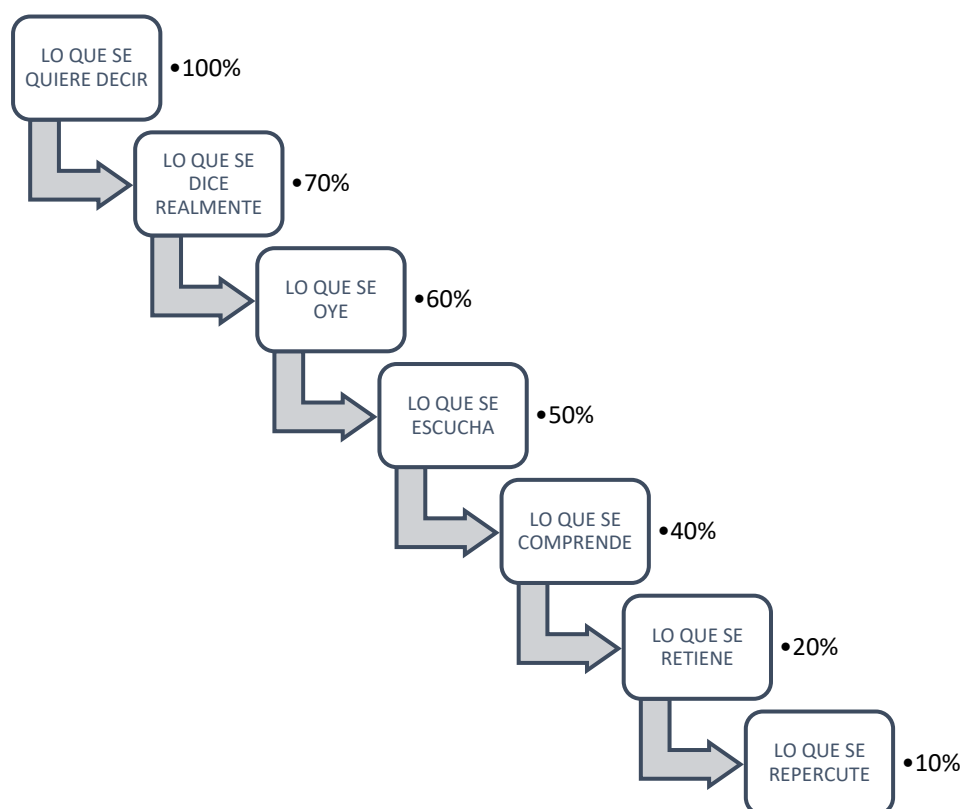 LO QUE SE
QUIERE DECIR
•100%
LO QUE SE
DICE
REALMENTE
•70%
LO QUE SE
OYE
•60%
LO QUE SE
ESCUCHA
•50%
LO QUE SE
COMPRENDE
•40%
LO QUE SE
RETIENE
•20%
LO QUE SE
REPERCUTE
•10%